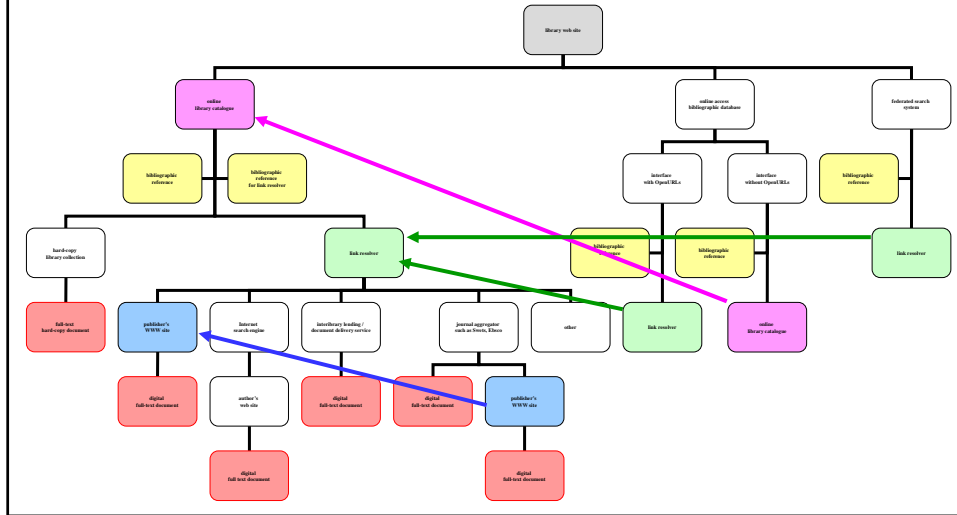 library web site
online
library catalogue
online access
bibliographic database
federated search
system
bibliographic
reference
bibliographic
reference
for link resolver
interface
with OpenURLs
interface
without OpenURLs
bibliographic
reference
hard-copy
library collection
link resolver
bibliographic
reference
bibliographic
reference
link resolver
full-text
hard-copy document
publisher's
WWW site
Internet
search engine
interlibrary lending /
document delivery service
journal aggregator
such as Swets, Ebsco
other
link resolver
online
library catalogue
digital
full-text document
author's
web site
digital
full-text document
digital
full-text document
publisher's
WWW site
digital
full text document
digital
full-text document